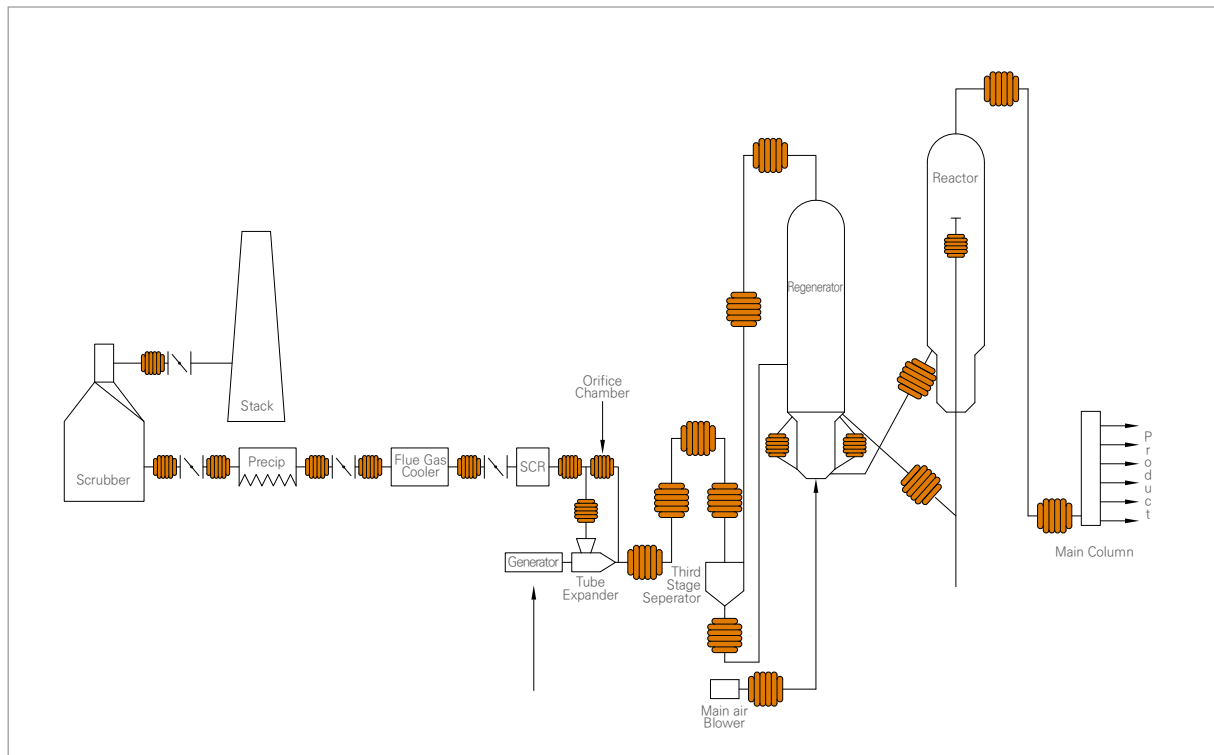 Reactor
Regenerator
Orifice
Chamber
Stack
Scrubber
Precip
Flue Gas
Cooler
SCR
Product
Main Column
Generator
Tube
Expander
Third
Stage
Seperator
Main air
Blower